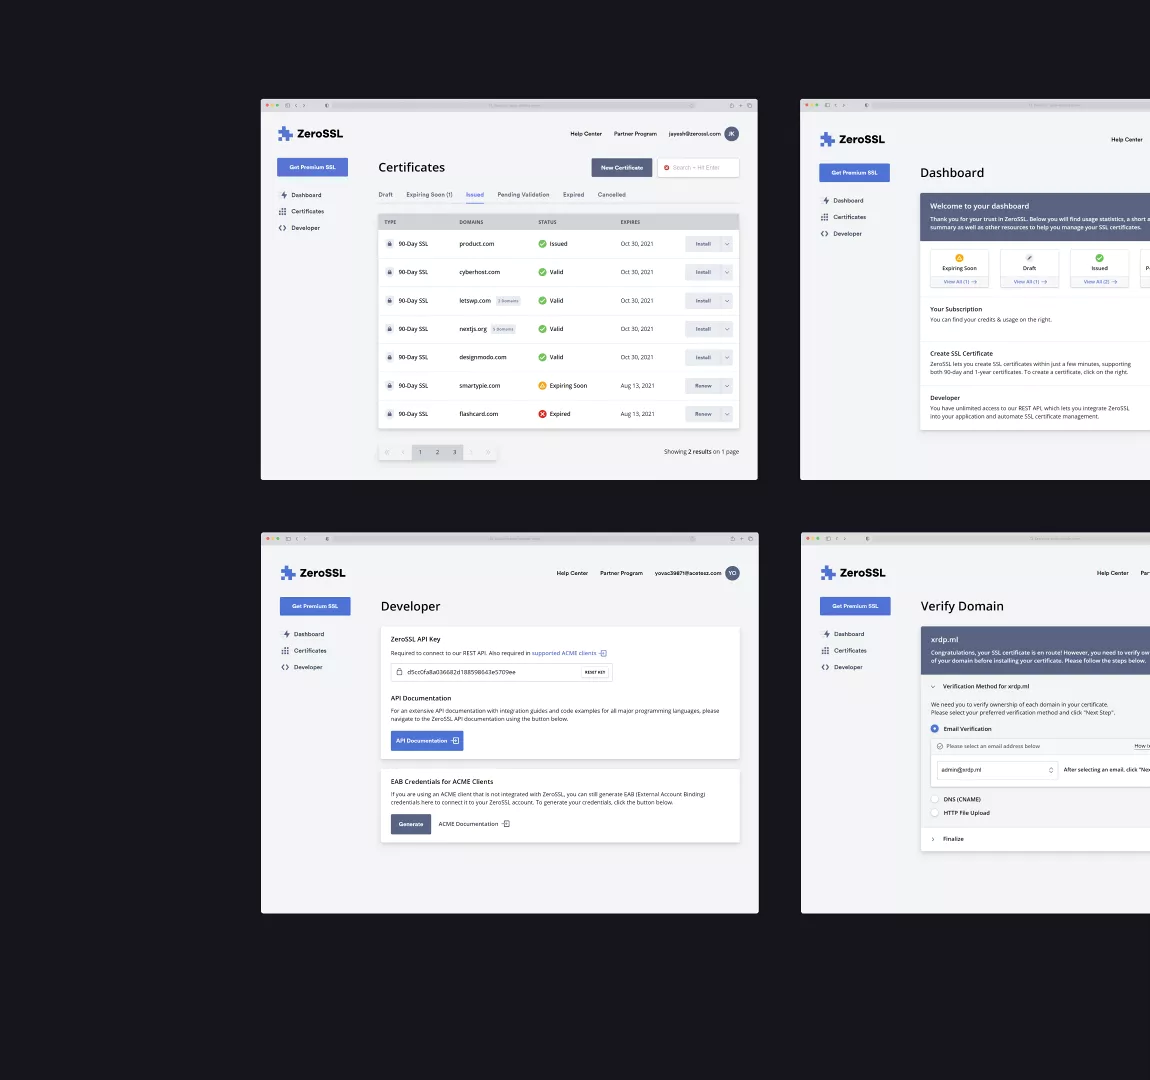 ZeroSSL
Help Center
Partner Program
jayesh@zerossl.com
JK
Get Premium SSL
Dashboard
Certificates
Developer
Certificates
New Certificate
Search + Hit Enter
Draft
Expiring Soon (1)
Issued
Pending Validation
Expired
Cancelled
TYPE DOMAINS STATUS EXPIRES
90-Day SSL product.com Issued Oct 30, 2021 Install
90-Day SSL cyberhost.com Valid Oct 30, 2021 Install
90-Day SSL letswp.com Domains Valid Oct 30, 2021 Install
90-Day SSL nextjs.org Domains Valid Oct 30, 2021 Install
90-Day SSL designmodo.com Valid Oct 30, 2021 Install
90-Day SSL smartypie.com Expiring Soon Aug 13, 2021 Renew
90-Day SSL flashcard.com Expired Aug 13, 2021 Renew
1 2 3
Showing 2 results on 1 page
ZeroSSL
Help Center
Get Premium SSL
Dashboard
Certificates
Developer
Dashboard
Welcome to your dashboard
Thank you for your trust in ZeroSSL. Below you will find usage statistics, a short a
summary as well as other resources to help you manage your SSL certificates.
Expiring Soon
View All (1)
Draft
View All (1)
Issued
View All (2)
P
Your Subscription
You can find your credits & usage on the right.
Create SSL Certificate
ZeroSSL lets you create SSL certificates within just a few minutes, supporting
both 90-day and 1-year certificates. To create a certificate, click on the right.
Developer
You have unlimited access to our REST API, which lets you integrate ZeroSSL
into your application and automate SSL certificate management.
ZeroSSL
Help Center
Partner Program
yovac39871@acetesz.com
YO
Get Premium SSL
Dashboard
Certificates
Developer
Developer
ZeroSSL API Key
Required to connect to our REST API. Also required in supported ACME clients
d5cc0fa8a036682d188598643e5709ee
RESET KEY
API Documentation
For an extensive API documentation with integration guides and code examples for all major programming languages, please
navigate to the ZeroSSL API documentation using the button below.
API Documentation
EAB Credentials for ACME Clients
If you are using an ACME client that is not integrated with ZeroSSL, you can still generate EAB (External Account Binding)
credentials here to connect it to your ZeroSSL account. To generate your credentials, click the button below.
Generate
ACME Documentation
ZeroSSL
Help Center
Par
Get Premium SSL
Dashboard
Certificates
Developer
Verify Domain
xrdp.ml
Congratulations, your SSL certificate is en route! However, you need to verify ow
of your domain before installing your certificate. Please follow the steps below.
Verification Method for xrdp.ml
We need you to verify ownership of each domain in your certificate.
Please select your preferred verification method and click "Next Step".
Email Verification
Please select an email address below
How t
admin@xrdp.ml
After selecting an email, click "Nex
DNS (CNAME)
HTTP File Upload
Finalize